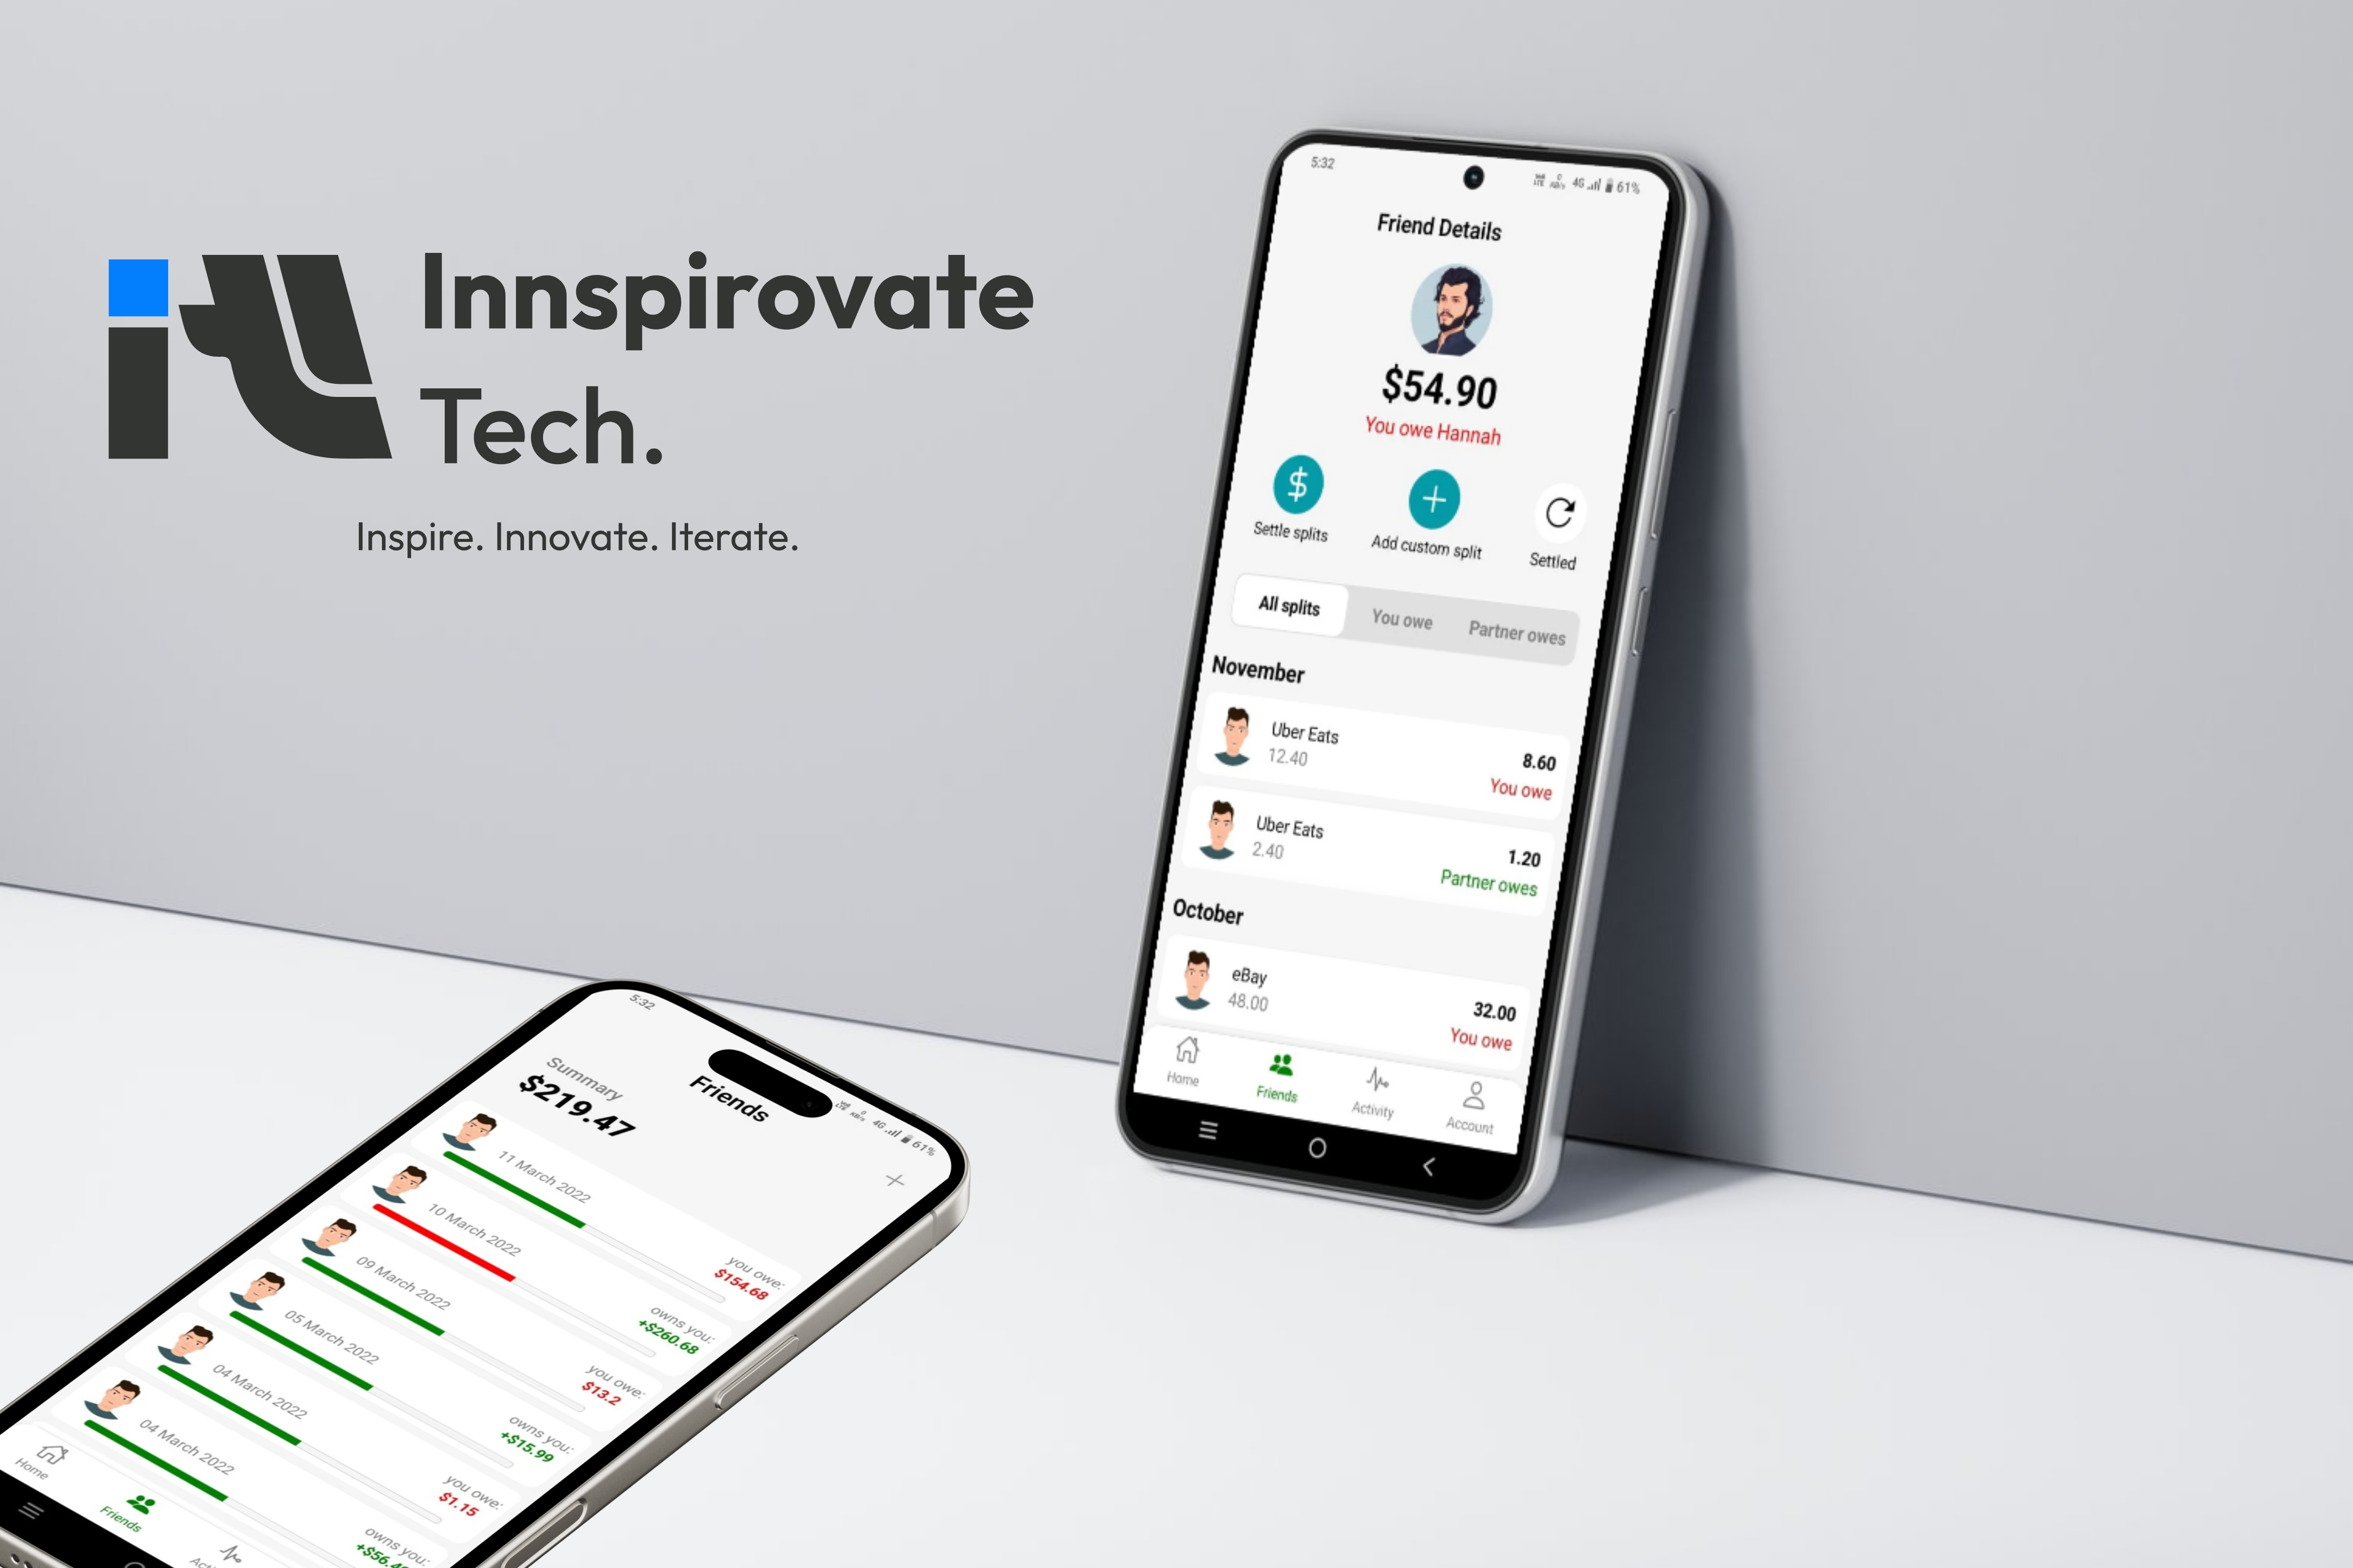 Innspirovate
Tech.
Inspire. Innovate. Iterate.
5:32
4G 61%
Friend Details
$54.90
You owe Hannah
Settle splits
Add custom split
Settled
All splits
You owe
Partner owes
November
Uber Eats
12.40
8.60
You owe
Uber Eats
2.40
1.20
Partner owes
October
eBay
48.00
32.00
You owe
Home
Friends
Activity
Account
5:32
4G 61%
Friends
Summary
$219.47
11 March 2022
you owe:
$154.68
10 March 2022
owns you:
+$260.68
09 March 2022
you owe:
$13.2
05 March 2022
owns you:
+$15.99
04 March 2022
you owe:
$1.15
04 March 2022
owns you:
Home
Friends